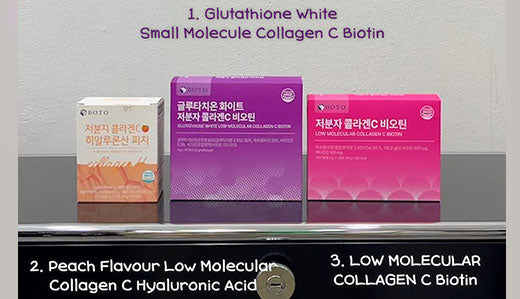 1. Glutathione White
Small Molecule Collagen C Biotin
BOTO
저분자 콜라겐C
히알루론산 피치
collagen H
BOTO
글루타치온 화이트
저분자 콜라겐C 비오틴
GLUTATHIONE WHITE LOW MOLECULAR COLLAGEN C BIOTIN
BOTO
저분자 콜라겐C 비오틴
LOW MOLECULAR COLLAGEN C BIOTIN
2. Peach Flavour Low Molecular
Collagen C Hyaluronic Acid
3. LOW MOLECULAR
COLLAGEN C Biotin